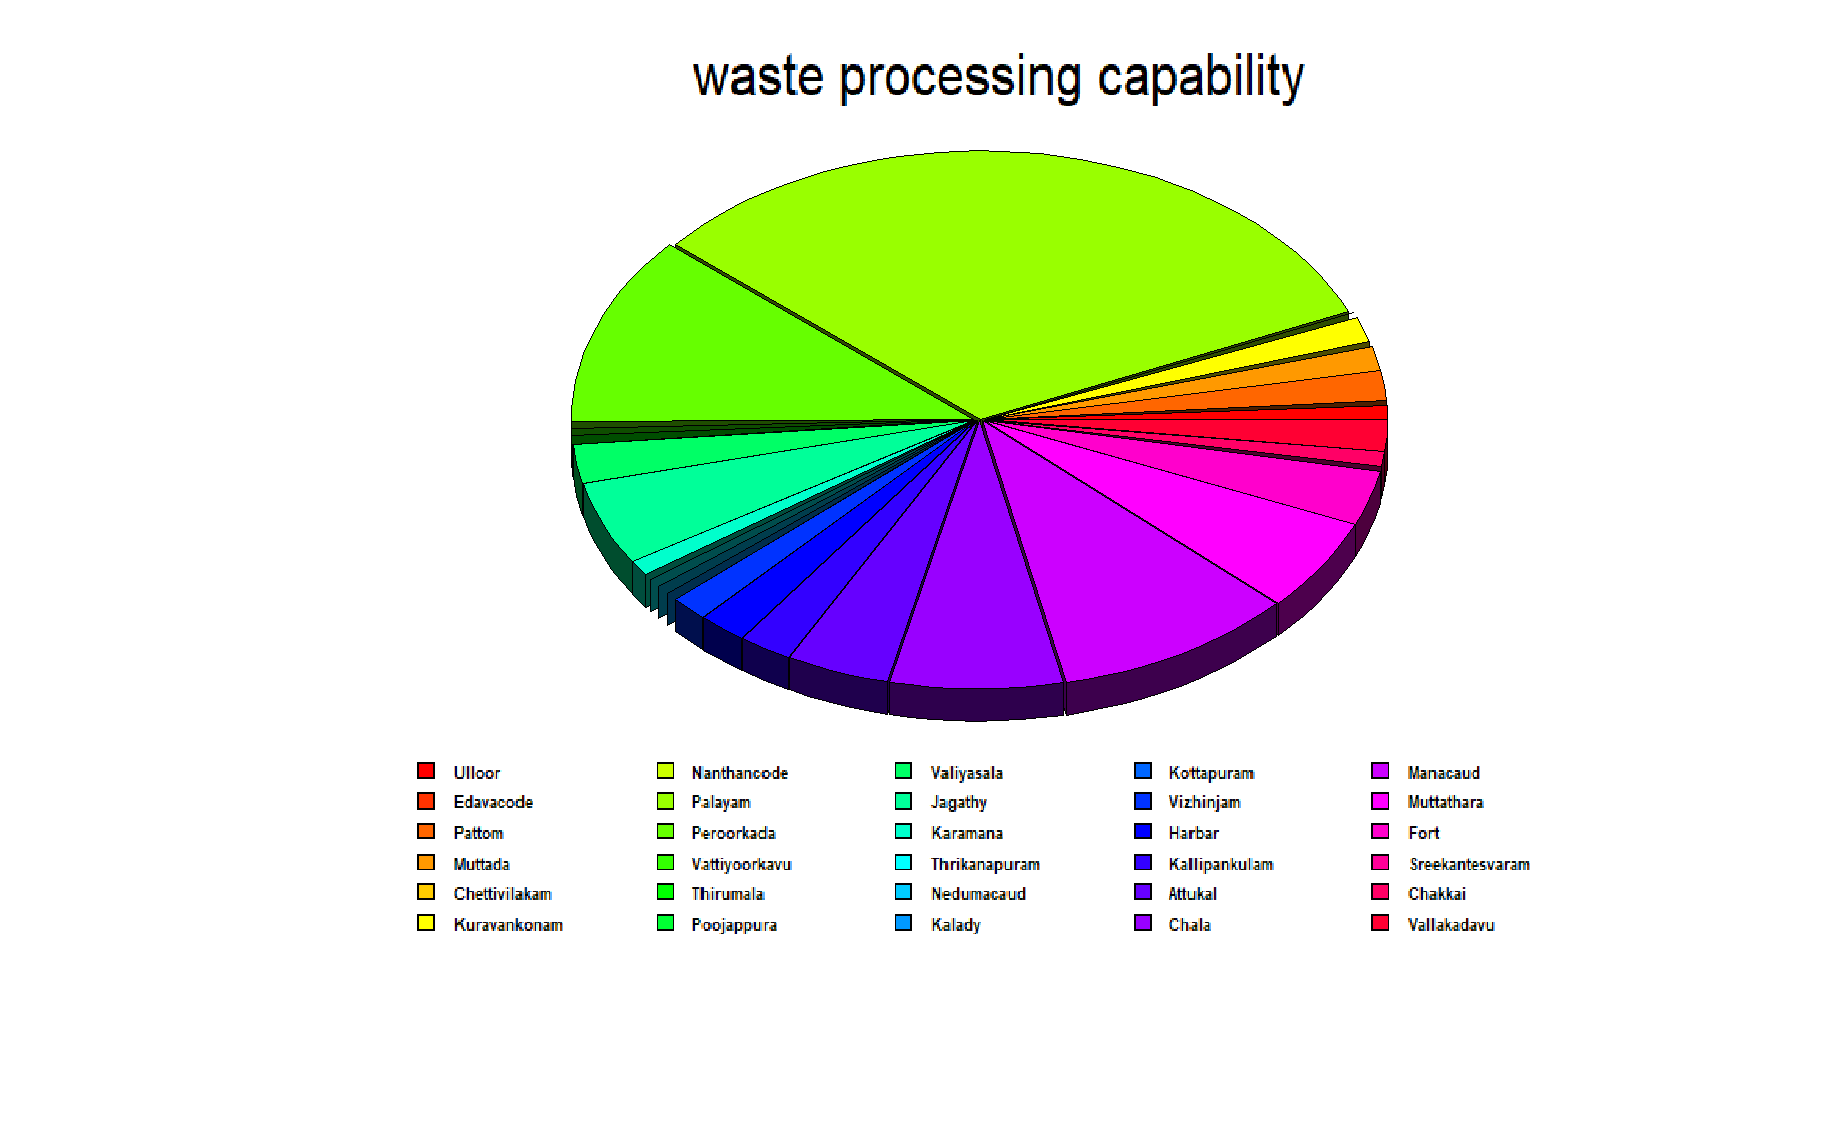 waste processing capability
Ulloor
Edavacode
Pattom
Muttada
Chettivilakam
Kuravankonam
Nanthancode
Palayam
Peroorkada
Vattiyoorkavu
Thirumala
Poojappura
Valiyasala
Jagathy
Karamana
Thrikanapuram
Nedumacaud
Kalady
Kottapuram
Vizhinjam
Harbar
Kallipankulam
Attukal
Chala
Manacaud
Muttathara
Fort
Sreekantesvaram
Chakkai
Vallakadavu